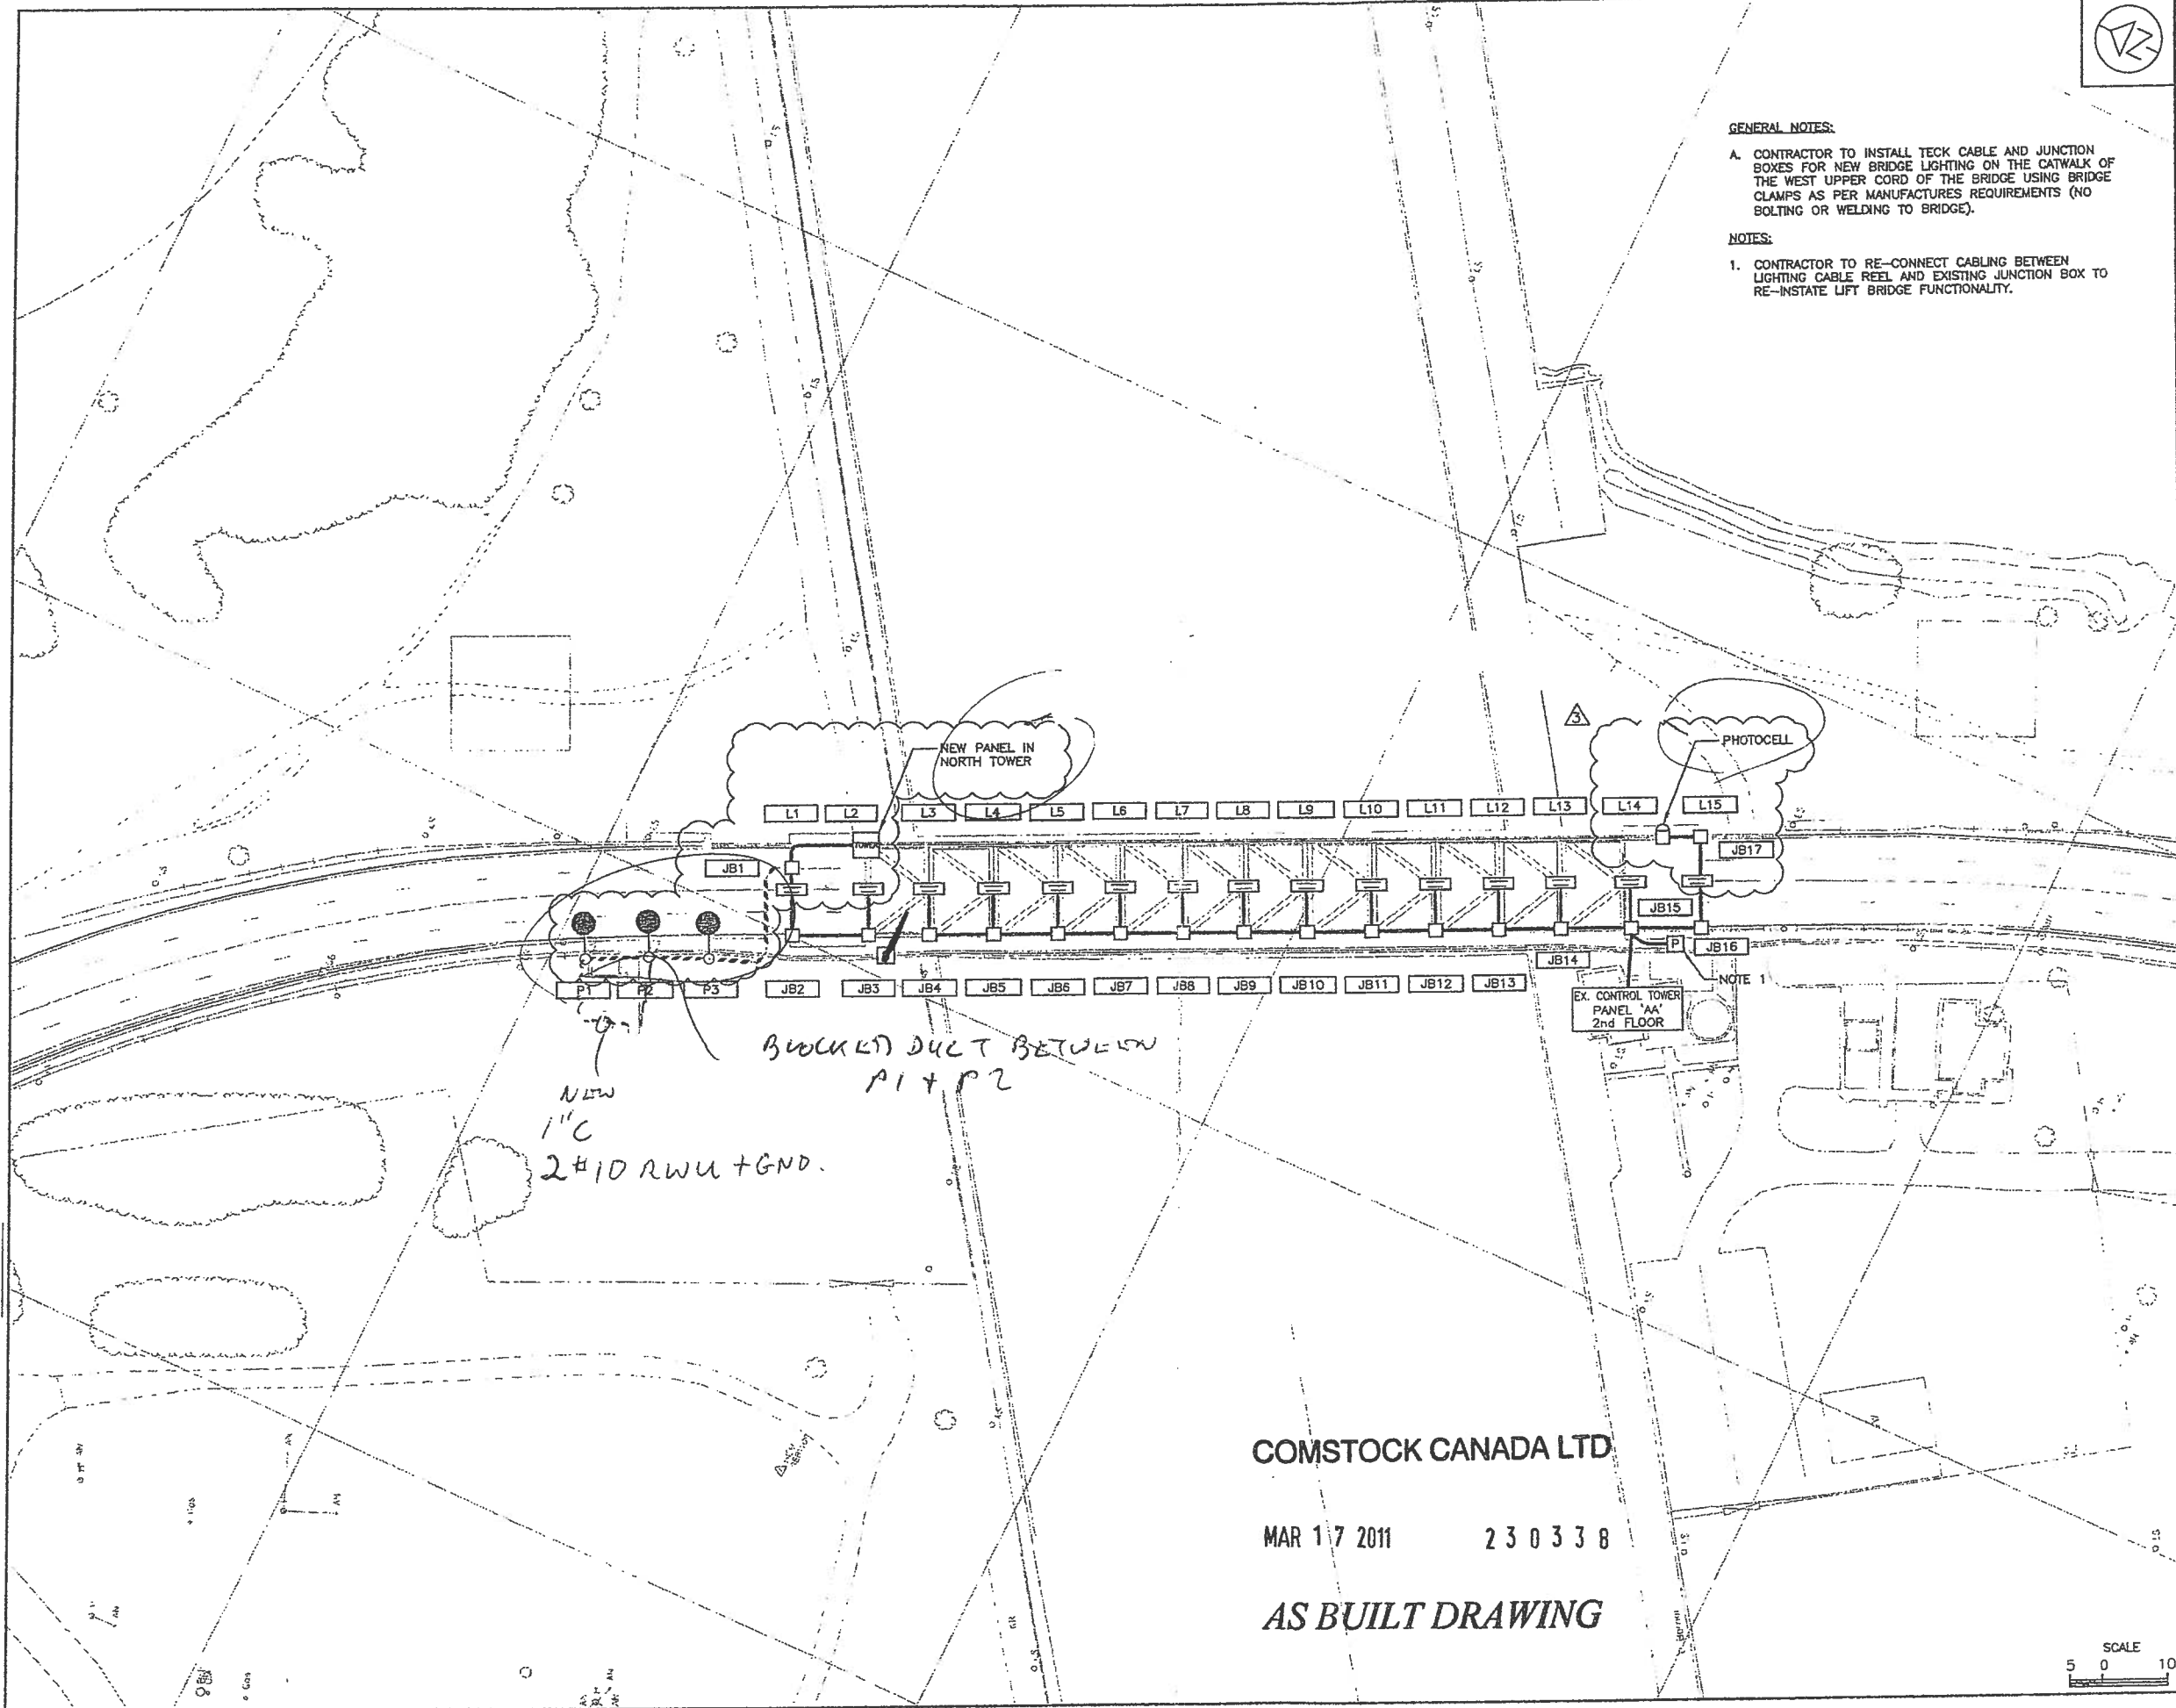 GENERAL NOTES:
A. CONTRACTOR TO INSTALL TECK CABLE AND JUNCTION
BOXES FOR NEW BRIDGE LIGHTING ON THE CATWALK OF
THE WEST UPPER CORD OF THE BRIDGE USING BRIDGE
CLAMPS AS PER MANUFACTURES REQUIREMENTS (NO
BOLTING OR WELDING TO BRIDGE).
NOTES:
1. CONTRACTOR TO RE-CONNECT CABLING BETWEEN
LIGHTING CABLE REEL AND EXISTING JUNCTION BOX TO
RE-INSTATE LIFT BRIDGE FUNCTIONALITY.
3
NEW PANEL IN
NORTH TOWER
PHOTOCELL
L1 L2 L3 L4 L5 L6 L7 L8 L9 L10 L11 L12 L13 L14 L15
TOWER
JB1
JB17
JB15
P
JB16
JB14
P1 P2 P3 JB2 JB3 JB4 JB5 JB6 JB7 JB8 JB9 JB10 JB11 JB12 JB13
NOTE 1
EX. CONTROL TOWER
PANEL 'AA'
2nd FLOOR
BLOCKED DUCT BETWEEN
P1 + P2
NEW
1"C
2#10 RWU +GND.
COMSTOCK CANADA LTD
MAR 17 2011 230338
AS BUILT DRAWING
SCALE
5 0 10